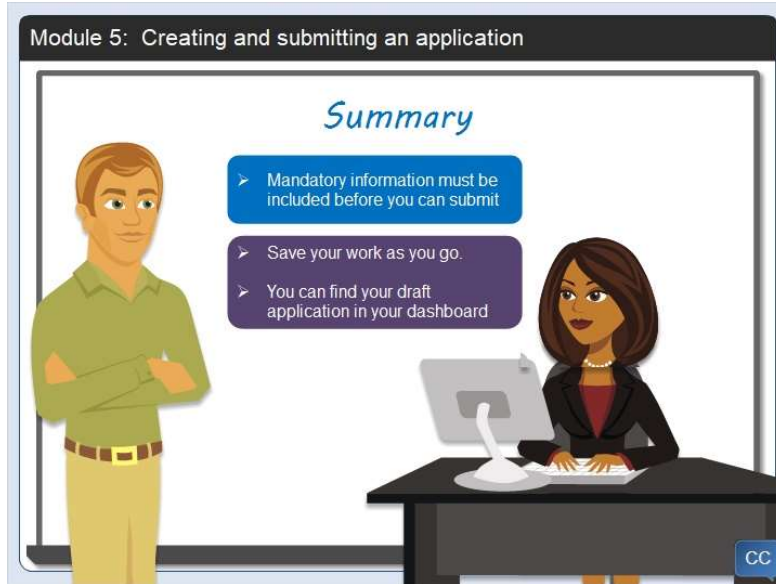 Module 5: Creating and submitting an application
Summary
➢ Mandatory information must be
included before you can submit
➢ Save your work as you go.
➢ You can find your draft
application in your dashboard
CC